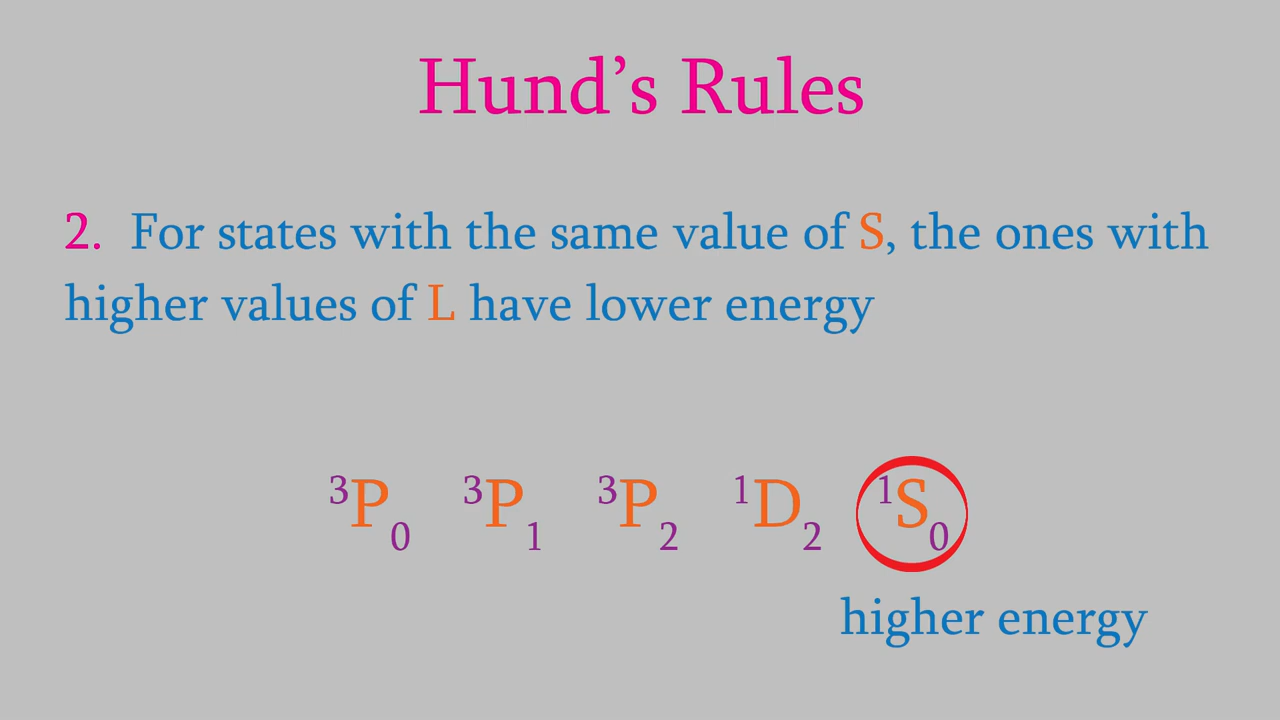 Hund’s Rules
2. For states with the same value of S, the ones with
higher values of L have lower energy
³P₀ ³P₁ ³P₂ ¹D₂ ¹S₀
higher energy